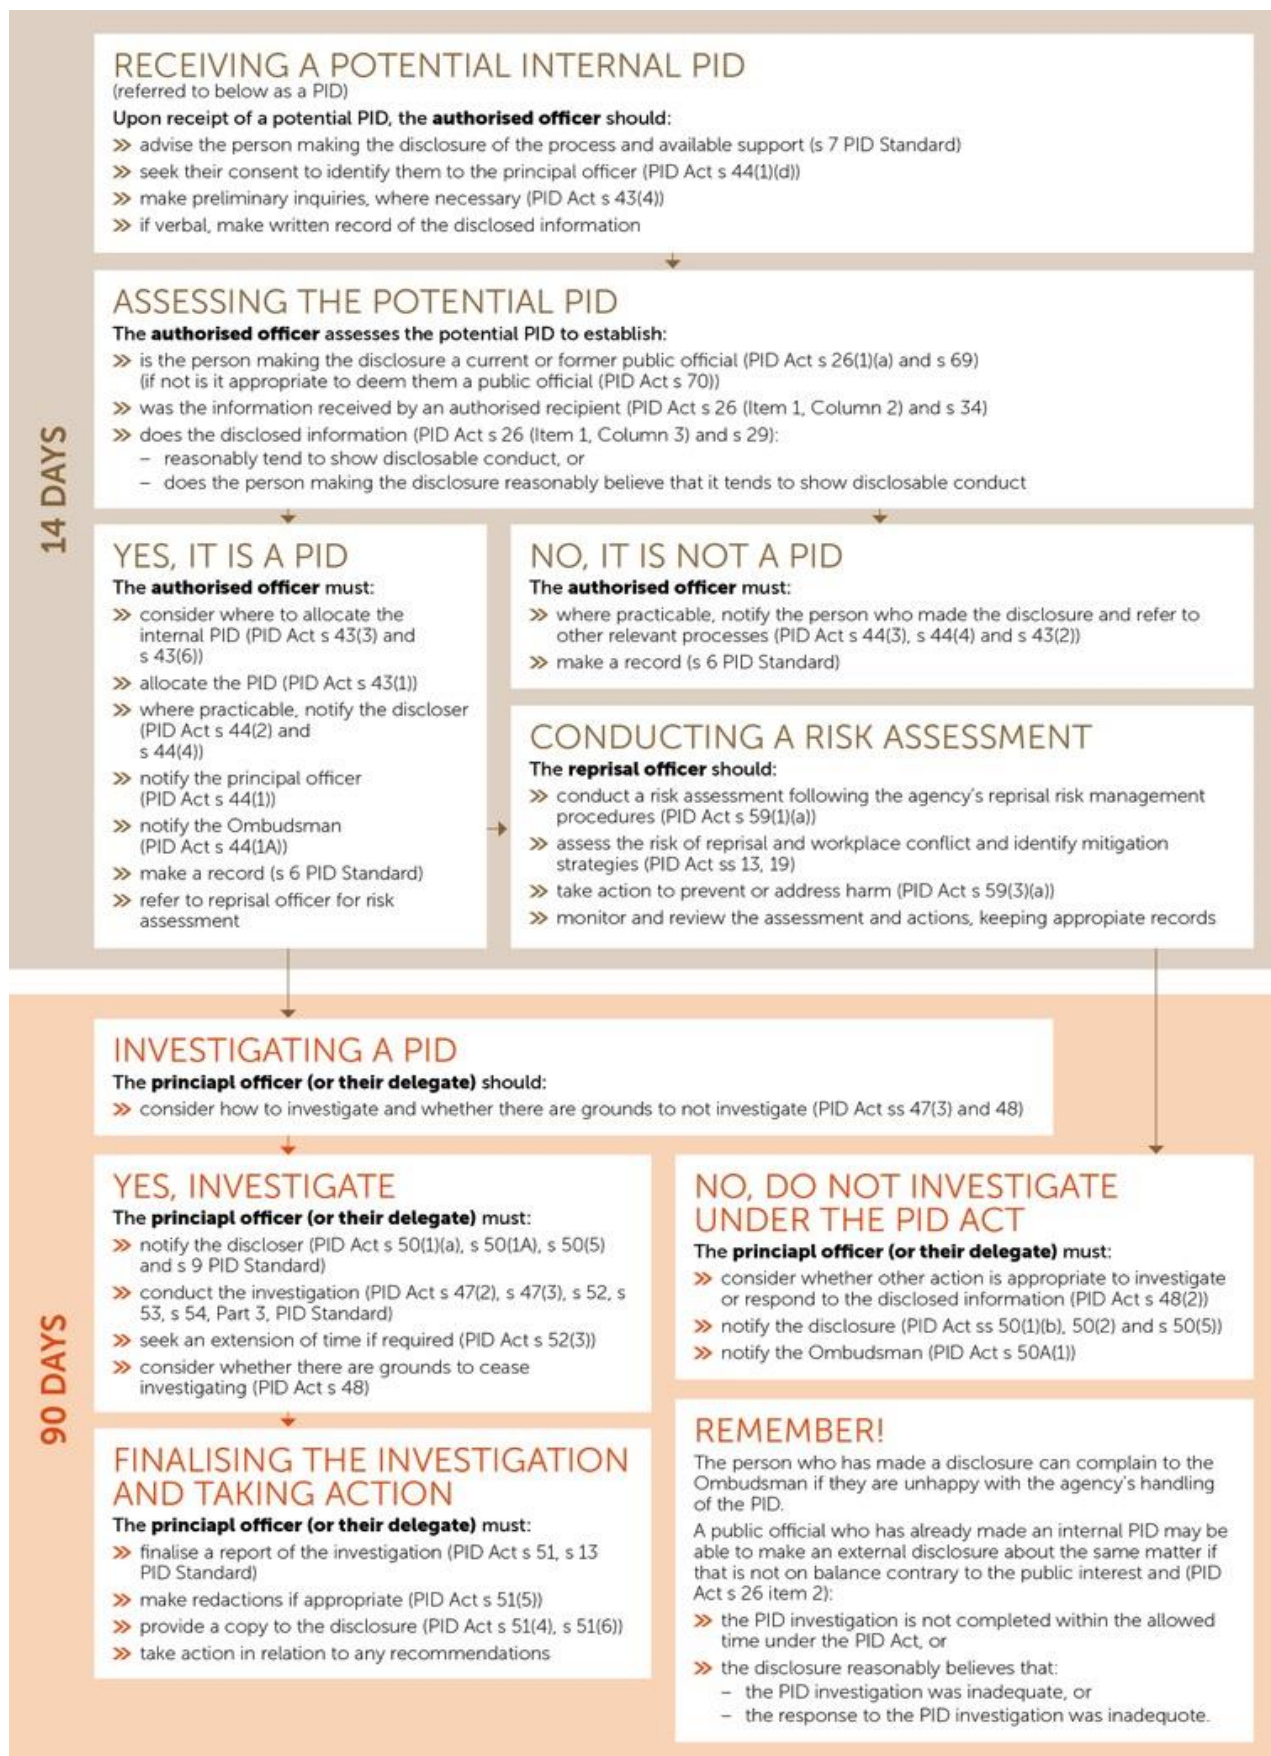 RECEIVING A POTENTIAL INTERNAL PID
(referred to below as a PID)
Upon receipt of a potential PID, the authorised officer should:
» advise the person making the disclosure of the process and available support (s 7 PID Standard)
» seek their consent to identify them to the principal officer (PID Act s 44(1)(d))
» make preliminary inquiries, where necessary (PID Act s 43(4))
» if verbal, make written record of the disclosed information
ASSESSING THE POTENTIAL PID
The authorised officer assesses the potential PID to establish:
» is the person making the disclosure a current or former public official (PID Act s 26(1)(a) and s 69)
(if not is it appropriate to deem them a public official (PID Act s 70))
» was the information received by an authorised recipient (PID Act s 26 (Item 1, Column 2) and s 34)
» does the disclosed information (PID Act s 26 (Item 1, Column 3) and s 29):
– reasonably tend to show disclosable conduct, or
– does the person making the disclosure reasonably believe that it tends to show disclosable conduct
14 DAYS
YES, IT IS A PID
The authorised officer must:
» consider where to allocate the
internal PID (PID Act s 43(3) and
s 43(6))
» allocate the PID (PID Act s 43(1))
» where practicable, notify the discloser
(PID Act s 44(2) and
s 44(4))
» notify the principal officer
(PID Act s 44(1))
» notify the Ombudsman
(PID Act s 44(1A))
» make a record (s 6 PID Standard)
» refer to reprisal officer for risk
assessment
NO, IT IS NOT A PID
The authorised officer must:
» where practicable, notify the person who made the disclosure and refer to
other relevant processes (PID Act s 44(3), s 44(4) and s 43(2))
» make a record (s 6 PID Standard)
CONDUCTING A RISK ASSESSMENT
The reprisal officer should:
» conduct a risk assessment following the agency's reprisal risk management
procedures (PID Act s 59(1)(a))
» assess the risk of reprisal and workplace conflict and identify mitigation
strategies (PID Act ss 13, 19)
» take action to prevent or address harm (PID Act s 59(3)(a))
» monitor and review the assessment and actions, keeping appropiate records
INVESTIGATING A PID
The princiapl officer (or their delegate) should:
» consider how to investigate and whether there are grounds to not investigate (PID Act ss 47(3) and 48)
90 DAYS
YES, INVESTIGATE
The princiapl officer (or their delegate) must:
» notify the discloser (PID Act s 50(1)(a), s 50(1A), s 50(5)
and s 9 PID Standard)
» conduct the investigation (PID Act s 47(2), s 47(3), s 52, s
53, s 54, Part 3, PID Standard)
» seek an extension of time if required (PID Act s 52(3))
» consider whether there are grounds to cease
investigating (PID Act s 48)
FINALISING THE INVESTIGATION
AND TAKING ACTION
The princiapl officer (or their delegate) must:
» finalise a report of the investigation (PID Act s 51, s 13
PID Standard)
» make redactions if appropriate (PID Act s 51(5))
» provide a copy to the disclosure (PID Act s 51(4), s 51(6))
» take action in relation to any recommendations
NO, DO NOT INVESTIGATE
UNDER THE PID ACT
The princiapl officer (or their delegate) must:
» consider whether other action is appropriate to investigate
or respond to the disclosed information (PID Act s 48(2))
» notify the disclosure (PID Act ss 50(1)(b), 50(2) and s 50(5))
» notify the Ombudsman (PID Act s 50A(1))
REMEMBER!
The person who has made a disclosure can complain to the
Ombudsman if they are unhappy with the agency's handling
of the PID.
A public official who has already made an internal PID may be
able to make an external disclosure about the same matter if
that is not on balance contrary to the public interest and (PID
Act s 26 item 2):
» the PID investigation is not completed within the allowed
time under the PID Act, or
» the disclosure reasonably believes that:
– the PID investigation was inadequate, or
– the response to the PID investigation was inadequote.